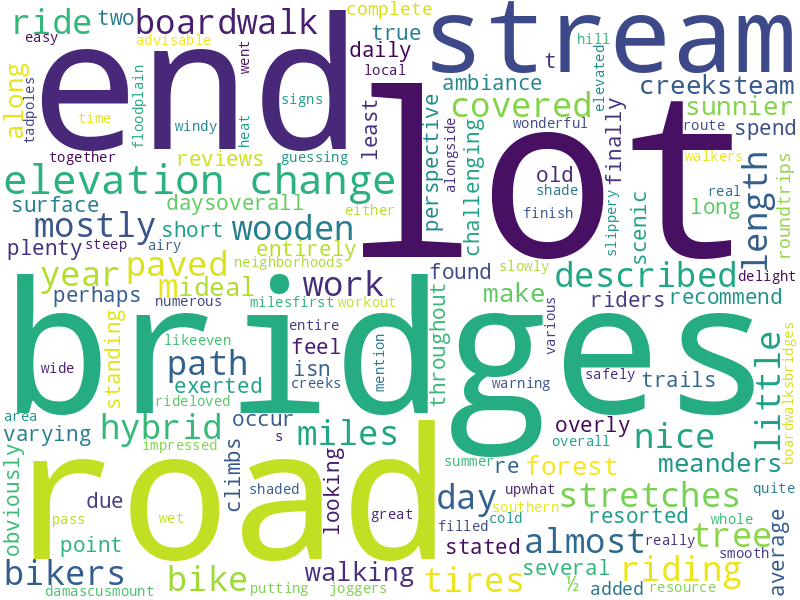 ride
two
boardwalk
complete
stream
easy
advisable
true
hill
end
went
daily
t
elevated
along
tadpoles
floodplain
signs
local
ambiance
creeksteam
time
windy
least
lot
covered
sunnier
wonderful
route
spend
together
reviews
heat
guessing
perspective
alongside
challenging
finally
walkers
elevation change
old
shade
real
length
roundtrips
surface
daysoverall
either
finish
slippery
scenic
long
mostly
short
wooden
plenty
steep
airy
entirely
neighborhoods
paved
year
m
ideal
work
found
slowly
described
delight
perhaps
numerous
milesfirst
workout
make
riders
recommend
bridges
standing
likeeven
entire
feel
throughout
various
wide
path
isn
creeks
mention
exerted
warning
safely
trails
little
boardwalksbridges
rideloved
area
varying
hybrid
occur
s
miles
overly
nice
impressed
overall
obviously
road
climbs
looking
summer
re
forest
meanders
due
shaded
day
upwhat
stretches
quite
pass
wet
great
cold
southern
resorted
whole
average
point
filled
stated
almost
really
tree
smooth
bikers
bike
walking
tires
several
riding
damascusmount
putting
joggers
½
added
resource